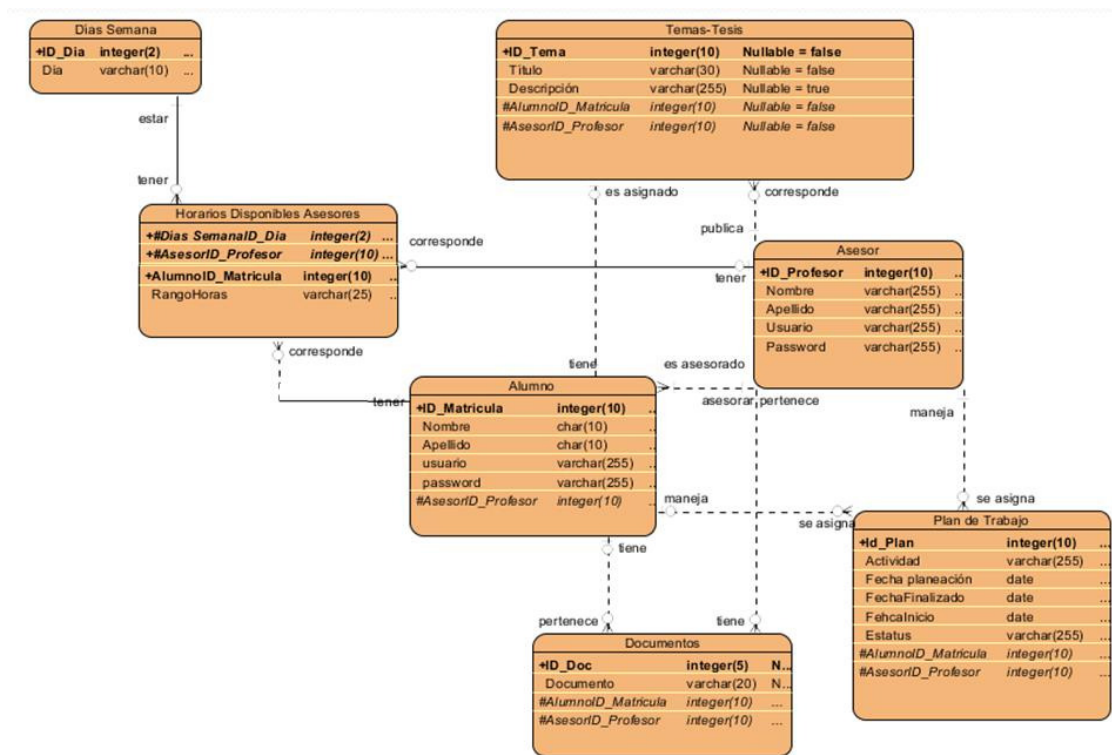 Dias Semana
+ID_Dia integer(2) ...
Dia varchar(10) ...
Temas-Tesis
+ID_Tema integer(10) Nullable = false
Titulo varchar(30) Nullable = false
Descripción varchar(255) Nullable = true
#AlumnoID_Matricula integer(10) Nullable = false
#AsesorID_Profesor integer(10) Nullable = false
estar
tener
es asignado
corresponde
publica
Horarios Disponibles Asesores
+#Dias SemanaID_Dia integer(2) ...
+#AsesorID_Profesor integer(10) ...
+AlumnoID_Matricula integer(10) ..
RangoHoras varchar(25) ..
corresponde
tener
Asesor
+ID_Profesor integer(10) ..
Nombre varchar(255) ..
Apellido varchar(255) ..
Usuario varchar(255) ..
Password varchar(255) ..
corresponde
tener
tiene
es asesorado
asesorar pertenece
maneja
Alumno
+ID_Matricula integer(10) ..
Nombre char(10) ..
Apellido char(10) ..
usuario varchar(255) ..
password varchar(255) ..
#AsesorID_Profesor integer(10) ..
maneja
se asigna
se asigna
Plan de Trabajo
+Id_Plan integer(10) ...
Actividad varchar(255) ...
Fecha planeación date ...
FechaFinalizado date ...
FehcaInicio date ...
Estatus varchar(255) ...
#AlumnoID_Matricula integer(10) ...
#AsesorID_Profesor integer(10) ...
tiene
pertenece
tiene
Documentos
+ID_Doc integer(5) N...
Documento varchar(20) N...
#AlumnoID_Matricula integer(10) ...
#AsesorID_Profesor integer(10) ...